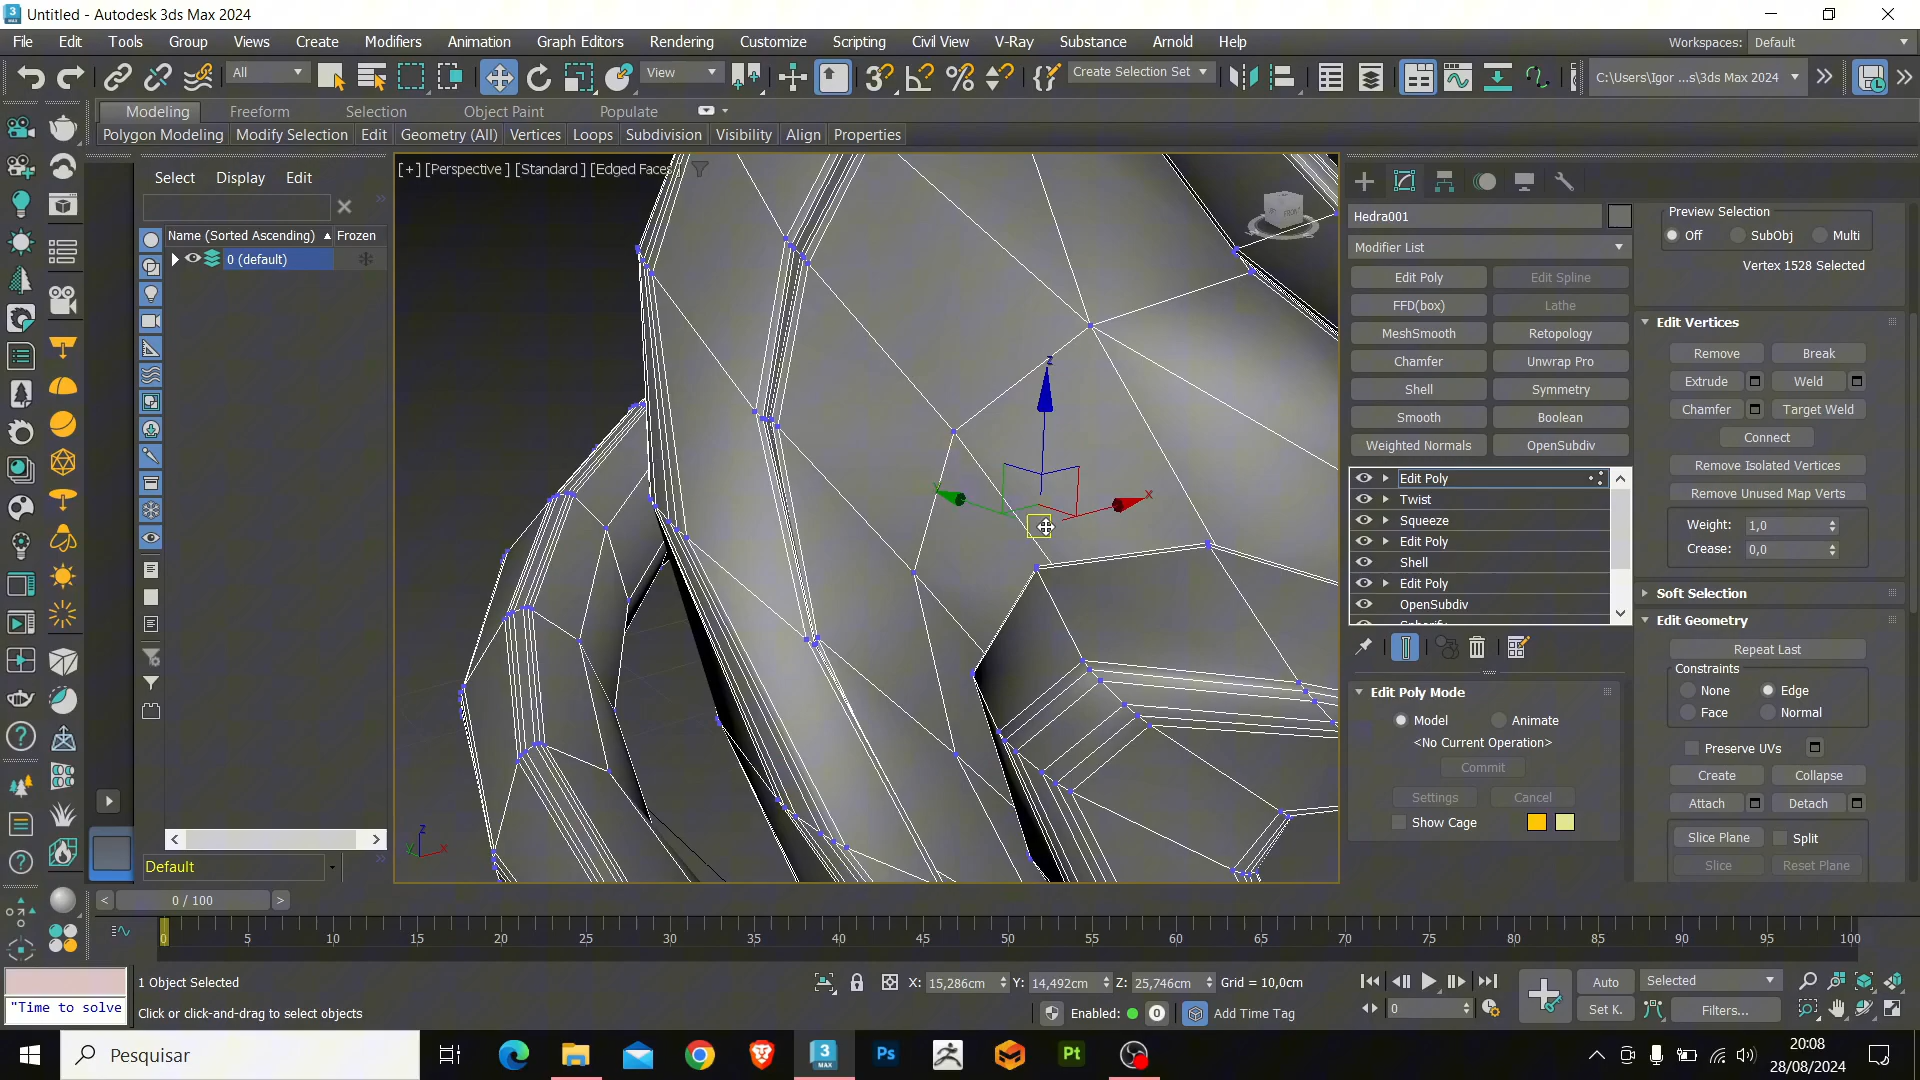 Untitled - Autodesk 3ds Max 2024
File Edit Tools Group Views Create Modifiers Animation Graph Editors Rendering Customize Scripting Civil View V-Ray Substance Arnold Help
Workspaces: Default
All
View
Create Selection Set
C:\Users\Igor ...s\3ds Max 2024
Modeling Freeform Selection Object Paint Populate
Polygon Modeling Modify Selection Edit Geometry (All) Vertices Loops Subdivision Visibility Align Properties
Select Display Edit
Name (Sorted Ascending) Frozen
0 (default)
Default
[+] [Perspective ] [Standard ] [Edged Faces
z
y
x
z
y
x
Hedra001
Modifier List
Edit Poly Edit Spline
FFD(box) Lathe
MeshSmooth Retopology
Chamfer Unwrap Pro
Shell Symmetry
Smooth Boolean
Weighted Normals OpenSubdiv
Edit Poly
Twist
Squeeze
Edit Poly
Shell
Edit Poly
OpenSubdiv
Spherify
Edit Poly Mode
Model Animate
<No Current Operation>
Commit
Settings Cancel
Show Cage
Preview Selection
Off SubObj Multi
Vertex 1528 Selected
Edit Vertices
Remove Break
Extrude Weld
Chamfer Target Weld
Connect
Remove Isolated Vertices
Remove Unused Map Verts
Weight: 1,0
Crease: 0,0
Soft Selection
Edit Geometry
Repeat Last
Constraints
None Edge
Face Normal
Preserve UVs
Create Collapse
Attach Detach
Slice Plane Split
Slice Reset Plane
< 0 / 100 >
0 5 10 15 20 25 30 35 40 45 50 55 60 65 70 75 80 85 90 95 100
"Time to solve
1 Object Selected
Click or click-and-drag to select objects
X: 15,286cm Y: 14,492cm Z: 25,746cm Grid = 10,0cm
Enabled: 0 Add Time Tag
0
Auto Selected
Set K. Filters...
Pesquisar
3
MAX
Ps
Pt
20:08
28/08/2024